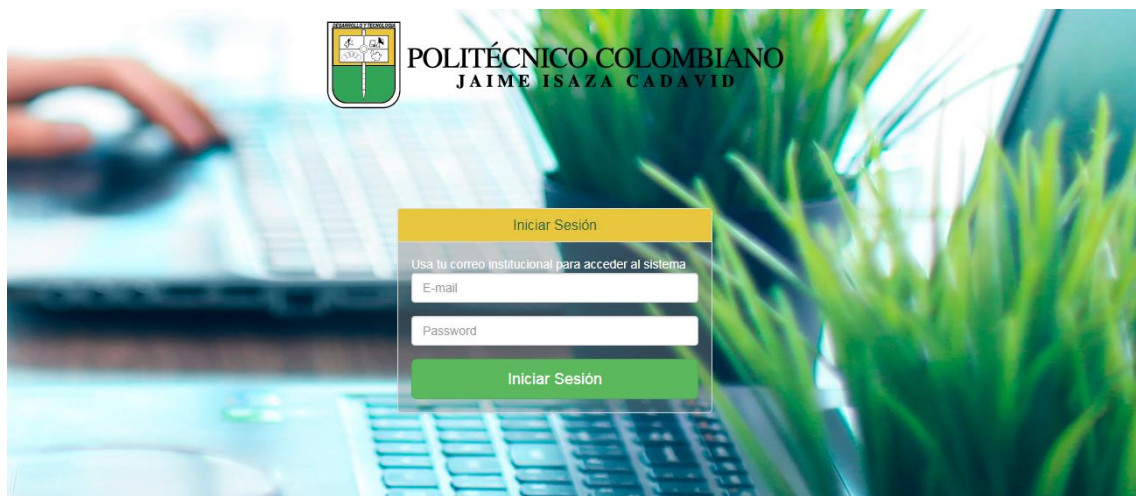 DESARROLLO Y TECNOLOGIA
POLITÉCNICO COLOMBIANO
JAIME ISAZA CADAVID
Iniciar Sesión
Usa tu correo institucional para acceder al sistema
E-mail
Password
Iniciar Sesión